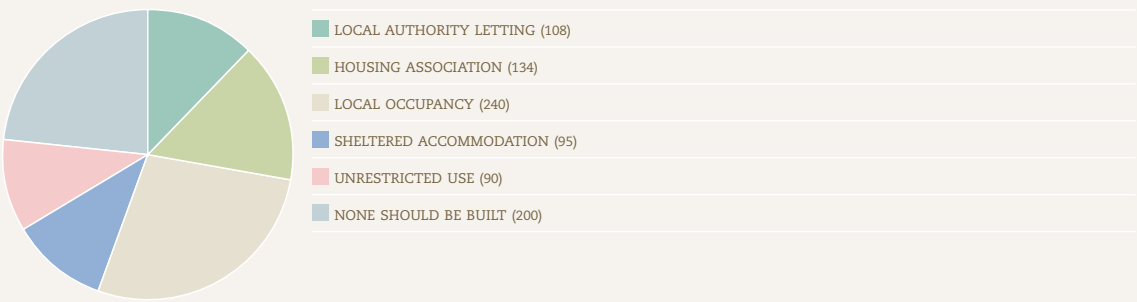 LOCAL AUTHORITY LETTING (108)
HOUSING ASSOCIATION (134)
LOCAL OCCUPANCY (240)
SHELTERED ACCOMMODATION (95)
UNRESTRICTED USE (90)
NONE SHOULD BE BUILT (200)